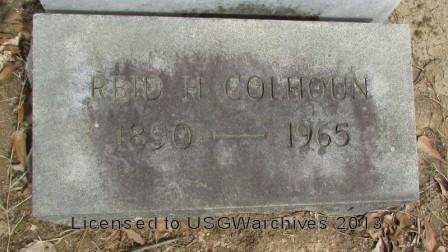 REID H COLHOUN
1890 — 1965
Licensed to USGWarchives 2013